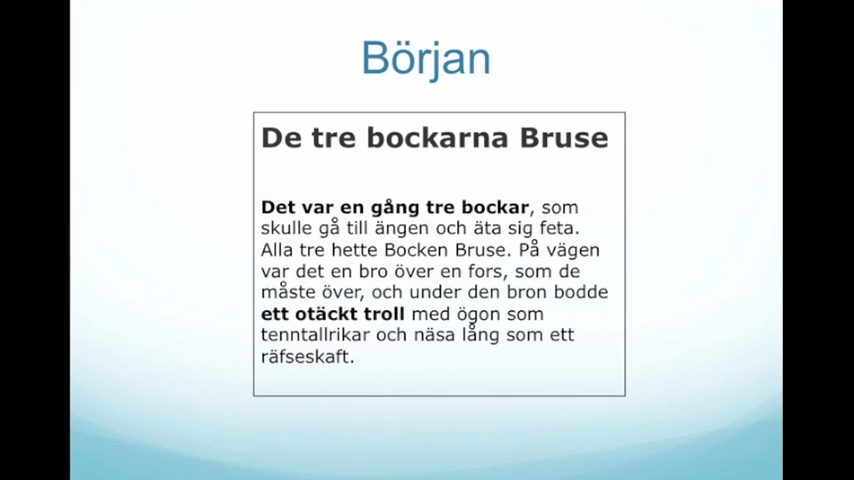 Början
De tre bockarna Bruse
Det var en gång tre bockar, som
skulle gå till ängen och äta sig feta.
Alla tre hette Bocken Bruse. På vägen
var det en bro över en fors, som de
måste över, och under den bron bodde
ett otäckt troll med ögon som
tenntallrikar och näsa lång som ett
räfseskaft.